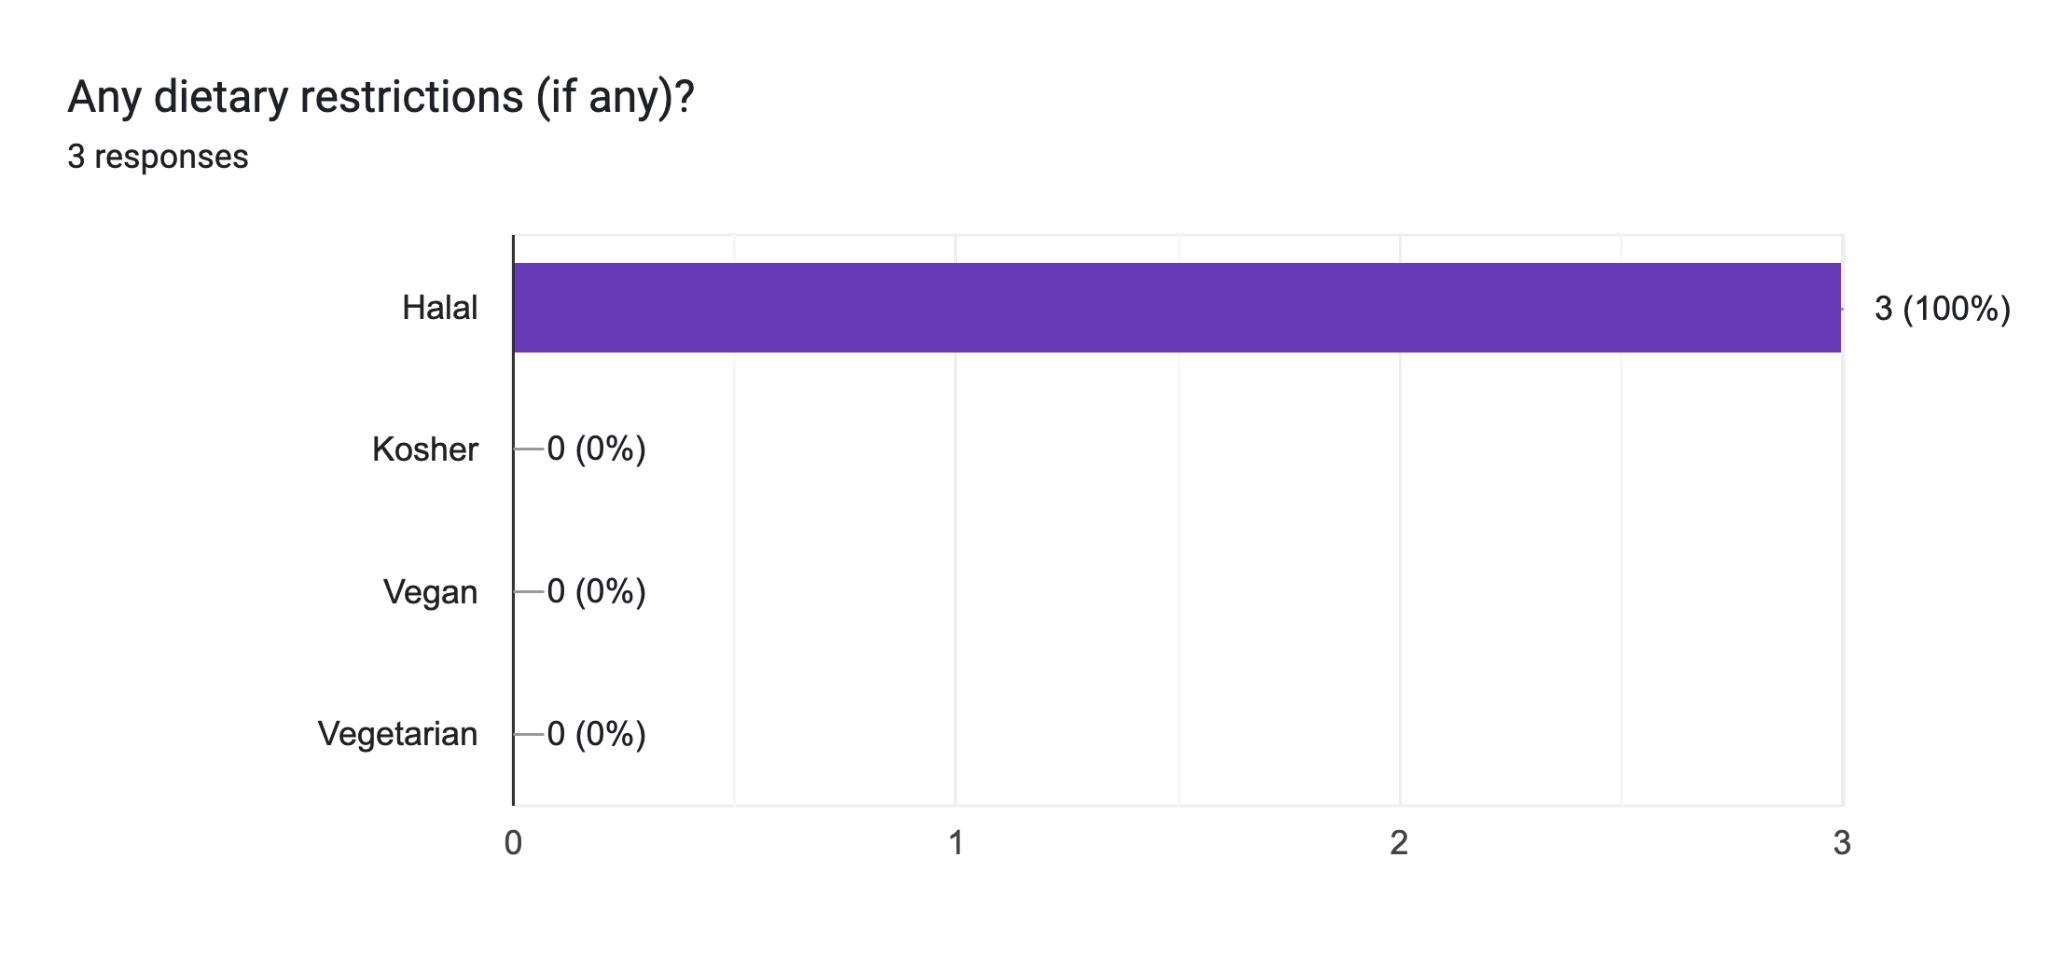 Any dietary restrictions (if any)?
3 responses
Halal
3 (100%)
Kosher
0 (0%)
Vegan
0 (0%)
Vegetarian
0 (0%)
0 1 2 3